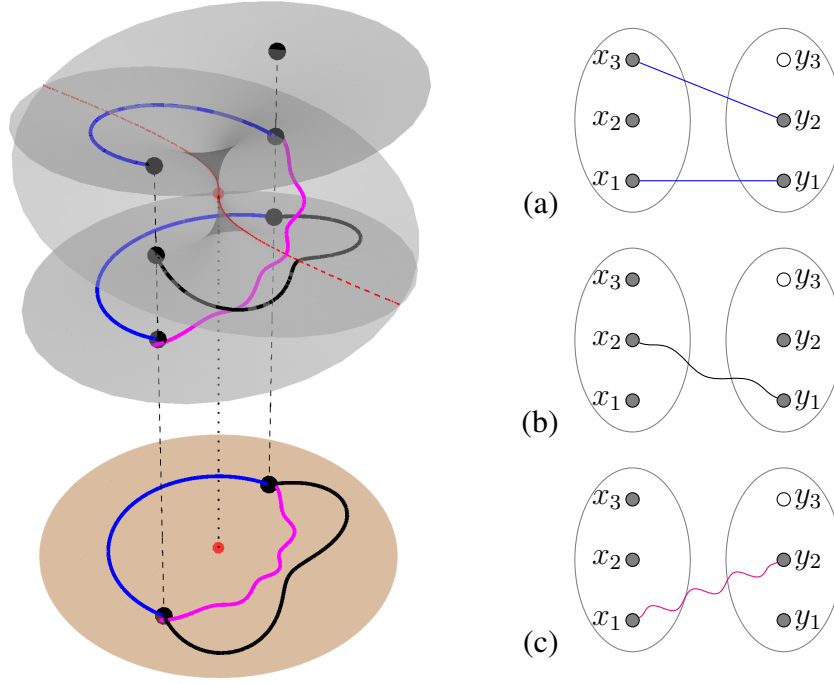 x₃ y₃
x₂ y₂
x₁ y₁
(a)
x₃ y₃
x₂ y₂
x₁ y₁
(b)
x₃ y₃
x₂ y₂
x₁ y₁
(c)